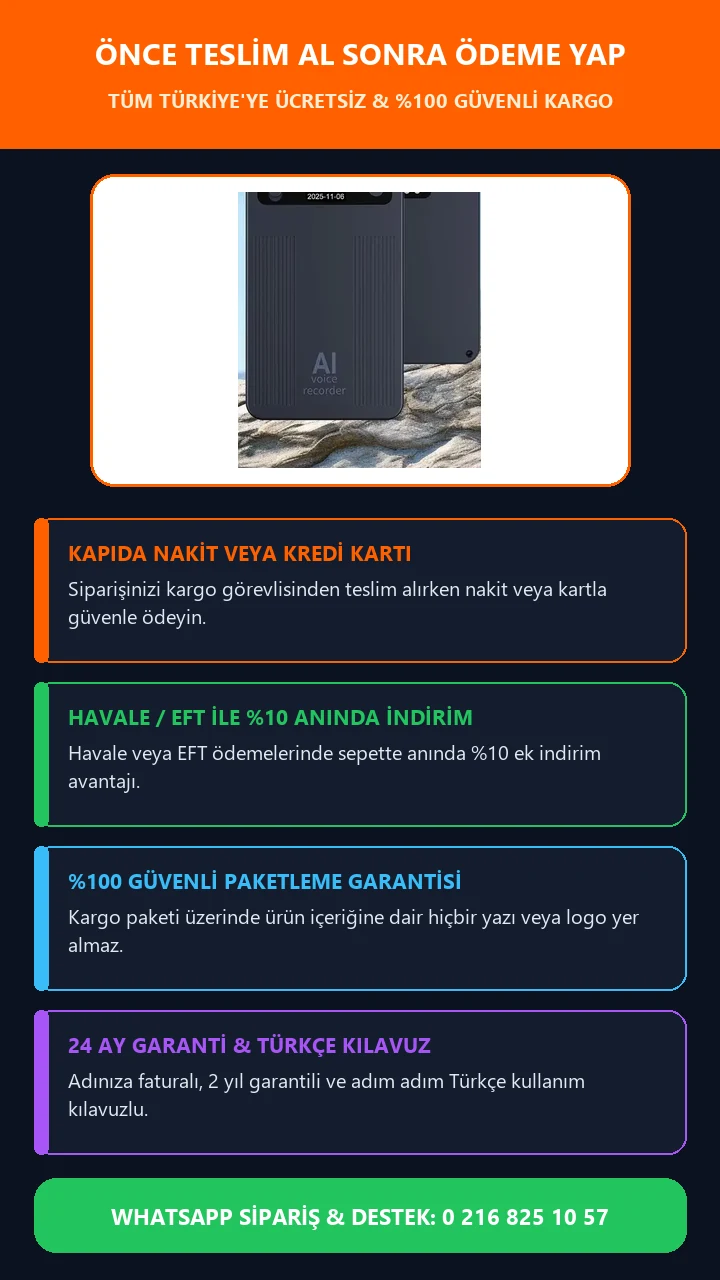 ÖNCE TESLİM AL SONRA ÖDEME YAP
TÜM TÜRKİYE'YE ÜCRETSİZ & %100 GÜVENLİ KARGO
2025-11-06
AI
voice
recorder
KAPIDA NAKİT VEYA KREDİ KARTI
Siparişinizi kargo görevlisinden teslim alırken nakit veya kartla
güvenle ödeyin.
HAVALE / EFT İLE %10 ANINDA İNDİRİM
Havale veya EFT ödemelerinde sepette anında %10 ek indirim
avantajı.
%100 GÜVENLİ PAKETLEME GARANTİSİ
Kargo paketi üzerinde ürün içeriğine dair hiçbir yazı veya logo yer
almaz.
24 AY GARANTİ & TÜRKÇE KILAVUZ
Adınıza faturalı, 2 yıl garantili ve adım adım Türkçe kullanım
kılavuzlu.
WHATSAPP SİPARİŞ & DESTEK: 0 216 825 10 57